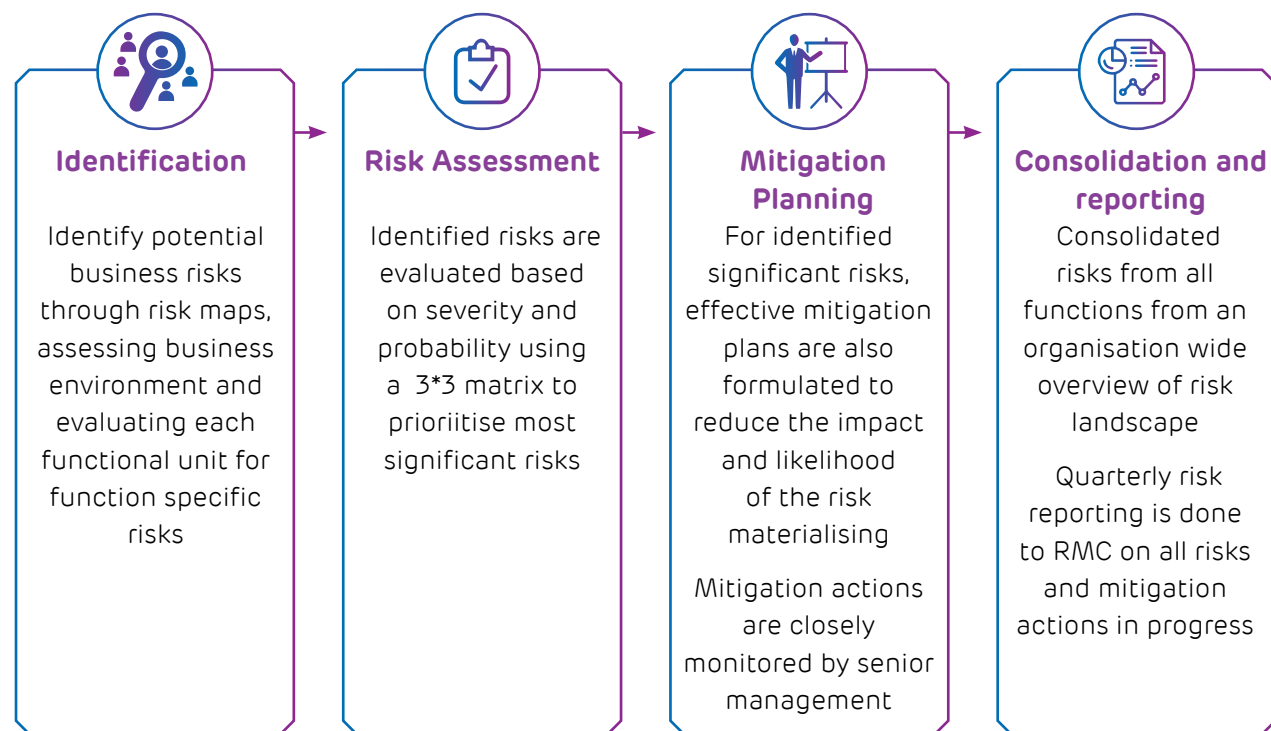 Identification
Identify potential
business risks
through risk maps,
assessing business
environment and
evaluating each
functional unit for
function specific
risks
Risk Assessment
Identified risks are
evaluated based
on severity and
probability using
a 3*3 matrix to
prioriitise most
significant risks
Mitigation
Planning
For identified
significant risks,
effective mitigation
plans are also
formulated to
reduce the impact
and likelihood
of the risk
materialising
Mitigation actions
are closely
monitored by senior
management
Consolidation and
reporting
Consolidated
risks from all
functions from an
organisation wide
overview of risk
landscape
Quarterly risk
reporting is done
to RMC on all risks
and mitigation
actions in progress